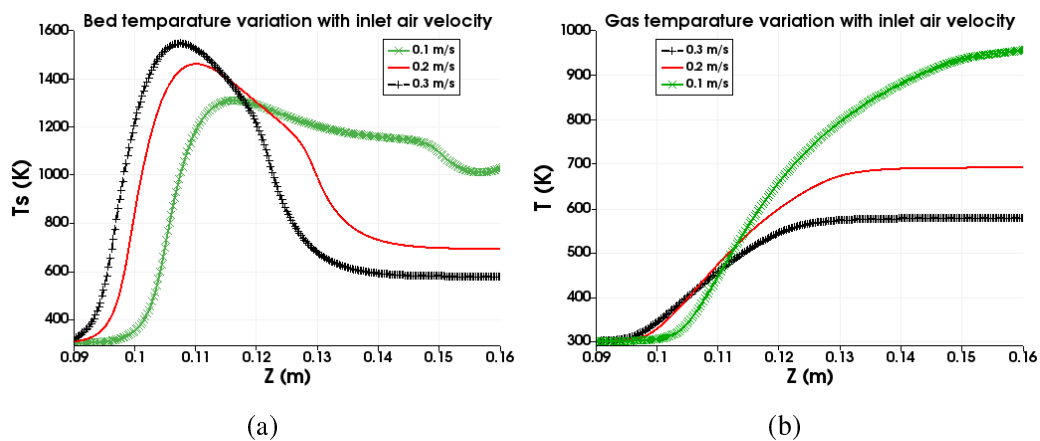 Bed temparature variation with inlet air velocity
1600
1400
1200
1000
800
600
400
Ts (K)
0.1 m/s
0.2 m/s
0.3 m/s
0.09
0.1
0.11
0.12
0.13
0.14
0.15
0.16
Z (m)
(a)
Gas temparature variation with inlet air velocity
1000
900
800
700
600
500
400
300
T (K)
0.3 m/s
0.2 m/s
0.1 m/s
0.09
0.1
0.11
0.12
0.13
0.14
0.15
0.16
Z (m)
(b)